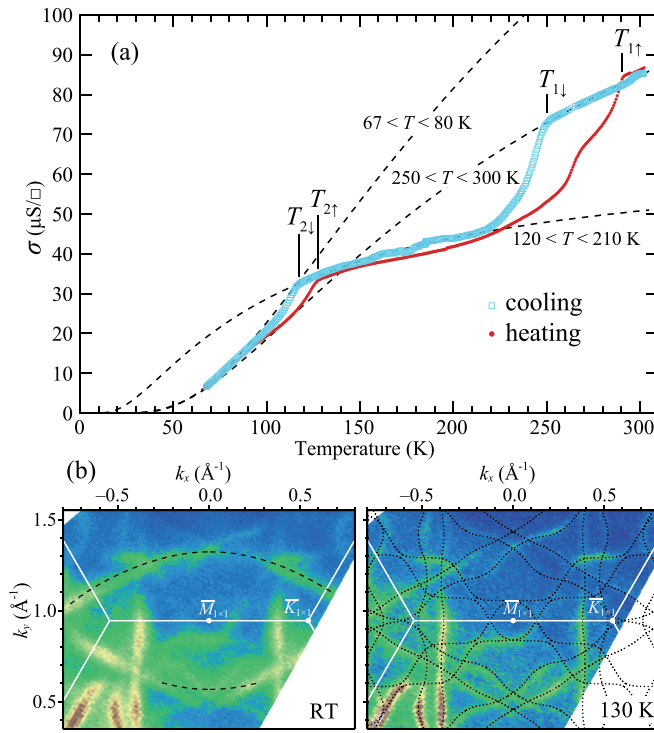 (a)
100
90
80
70
60
50
40
30
20
10
0
σ (μS/□)
T1↑
T1↓
67 < T < 80 K
250 < T < 300 K
T2↑
T2↓
120 < T < 210 K
cooling
heating
0 50 100 150 200 250 300
Temperature (K)
(b)
kx (Å-1) kx (Å-1)
−0.5 0.0 0.5 −0.5 0.0 0.5
1.5
1.0
0.5
ky (Å-1)
M1×1 K1×1 M1×1 K1×1
RT 130 K